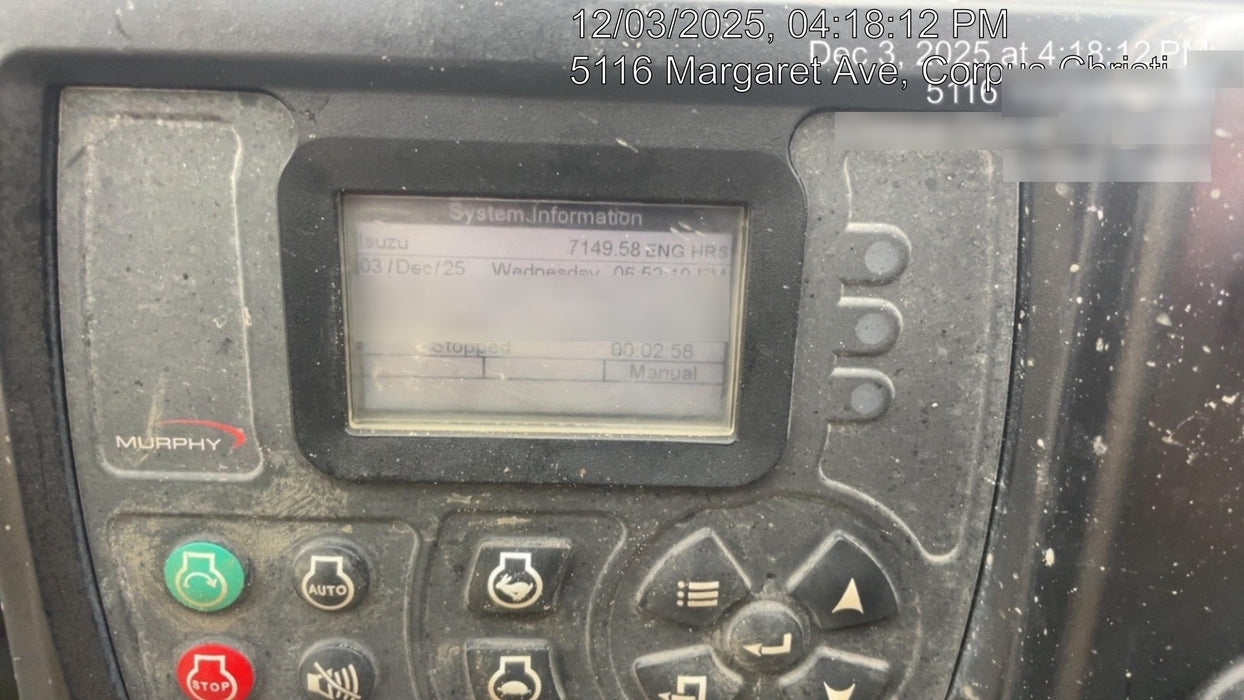 12/03/2025, 04:18:12 PM
Dec 3, 2025 at 4:18:12 PM
5116 Margaret Ave, Corpus Christi
5116
System Information
Isuzu 7149.58 ENG HRS
03/Dec/25 Wednesday
Stopped 00:02:58
Manual
MURPHY
AUTO
STOP